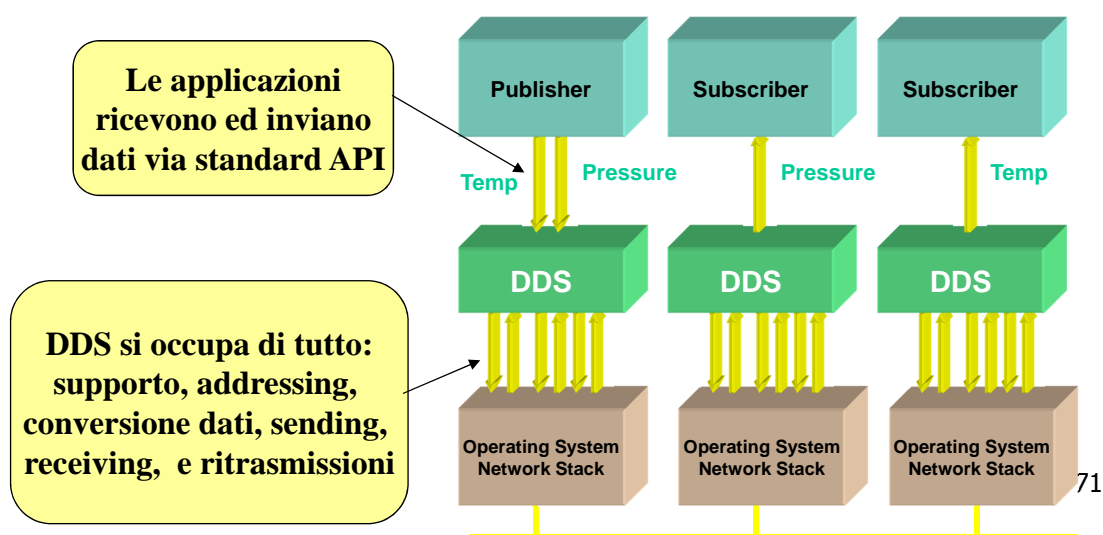 Le applicazioni
ricevono ed inviano
dati via standard API
Publisher
Subscriber
Subscriber
Temp
Pressure
Pressure
Temp
DDS
DDS
DDS
DDS si occupa di tutto:
supporto, addressing,
conversione dati, sending,
receiving, e ritrasmissioni
Operating System
Network Stack
Operating System
Network Stack
Operating System
Network Stack
71